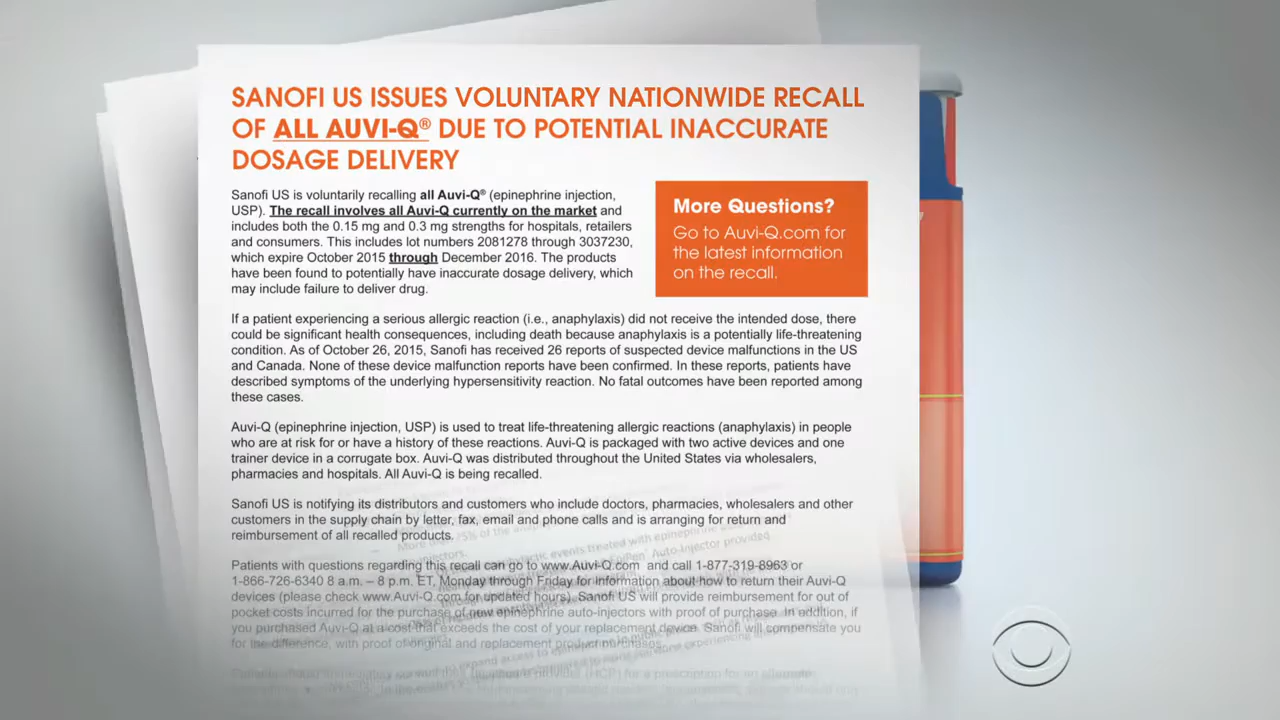 SANOFI US ISSUES VOLUNTARY NATIONWIDE RECALL
OF ALL AUVI-Q® DUE TO POTENTIAL INACCURATE
DOSAGE DELIVERY
Sanofi US is voluntarily recalling all Auvi-Q® (epinephrine injection,
USP). The recall involves all Auvi-Q currently on the market and
includes both the 0.15 mg and 0.3 mg strengths for hospitals, retailers
and consumers. This includes lot numbers 2081278 through 3037230,
which expire October 2015 through December 2016. The products
have been found to potentially have inaccurate dosage delivery, which
may include failure to deliver drug.
More Questions?
Go to Auvi-Q.com for
the latest information
on the recall.
If a patient experiencing a serious allergic reaction (i.e., anaphylaxis) did not receive the intended dose, there
could be significant health consequences, including death because anaphylaxis is a potentially life-threatening
condition. As of October 26, 2015, Sanofi has received 26 reports of suspected device malfunctions in the US
and Canada. None of these device malfunction reports have been confirmed. In these reports, patients have
described symptoms of the underlying hypersensitivity reaction. No fatal outcomes have been reported among
these cases.
Auvi-Q (epinephrine injection, USP) is used to treat life-threatening allergic reactions (anaphylaxis) in people
who are at risk for or have a history of these reactions. Auvi-Q is packaged with two active devices and one
trainer device in a corrugate box. Auvi-Q was distributed throughout the United States via wholesalers,
pharmacies and hospitals. All Auvi-Q is being recalled.
Sanofi US is notifying its distributors and customers who include doctors, pharmacies, wholesalers and other
customers in the supply chain by letter, fax, email and phone calls and is arranging for return and
reimbursement of all recalled products.
Patients with questions regarding this recall can go to www.Auvi-Q.com and call 1-877-319-8963 or
1-866-726-6340 8 a.m. – 8 p.m. ET, Monday through Friday for information about how to return their Auvi-Q
devices (please check www.Auvi-Q.com for updated hours). Sanofi US will provide reimbursement for out of
pocket costs incurred for the purchase of new epinephrine auto-injectors with proof of purchase. In addition, if
you purchased Auvi-Q at a cost that exceeds the cost of your replacement device, Sanofi will compensate you
for the difference, with proof of original and replacement product purchases.